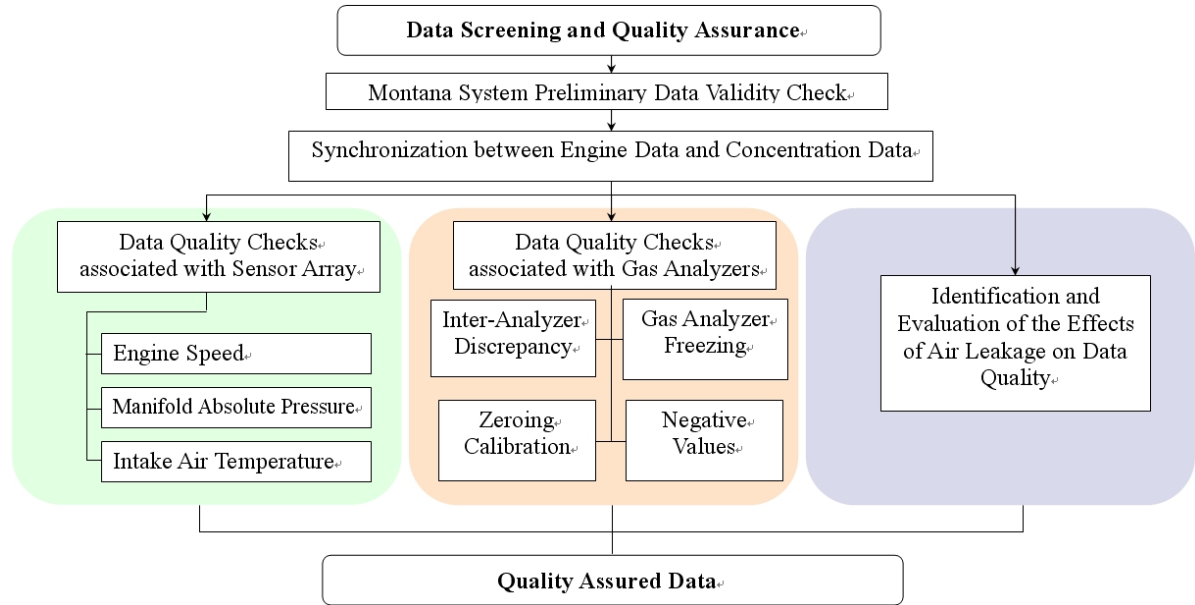 Data Screening and Quality Assurance
Montana System Preliminary Data Validity Check
Synchronization between Engine Data and Concentration Data
Data Quality Checks
associated with Sensor Array
Engine Speed
Manifold Absolute Pressure
Intake Air Temperature
Data Quality Checks
associated with Gas Analyzers
Inter-Analyzer
Discrepancy
Gas Analyzer
Freezing
Zeroing
Calibration
Negative
Values
Identification and
Evaluation of the Effects
of Air Leakage on Data
Quality
Quality Assured Data